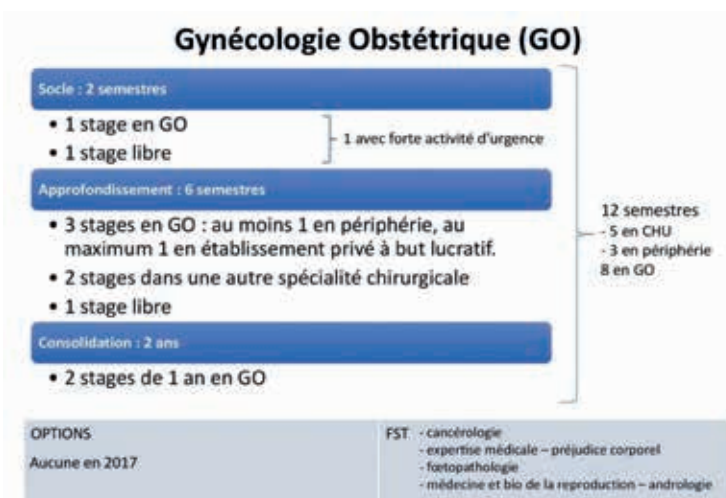 Gynécologie Obstétrique (GO)
Socle : 2 semestres
• 1 stage en GO
• 1 stage libre
1 avec forte activité d'urgence
Approfondissement : 6 semestres
• 3 stages en GO : au moins 1 en périphérie, au
maximum 1 en établissement privé à but lucratif.
• 2 stages dans une autre spécialité chirurgicale
• 1 stage libre
Consolidation : 2 ans
• 2 stages de 1 an en GO
12 semestres
- 5 en CHU
- 3 en périphérie
8 en GO
OPTIONS
Aucune en 2017
FST - cancérologie
- expertise médicale – préjudice corporel
- fœtopathologie
- médecine et bio de la reproduction – andrologie